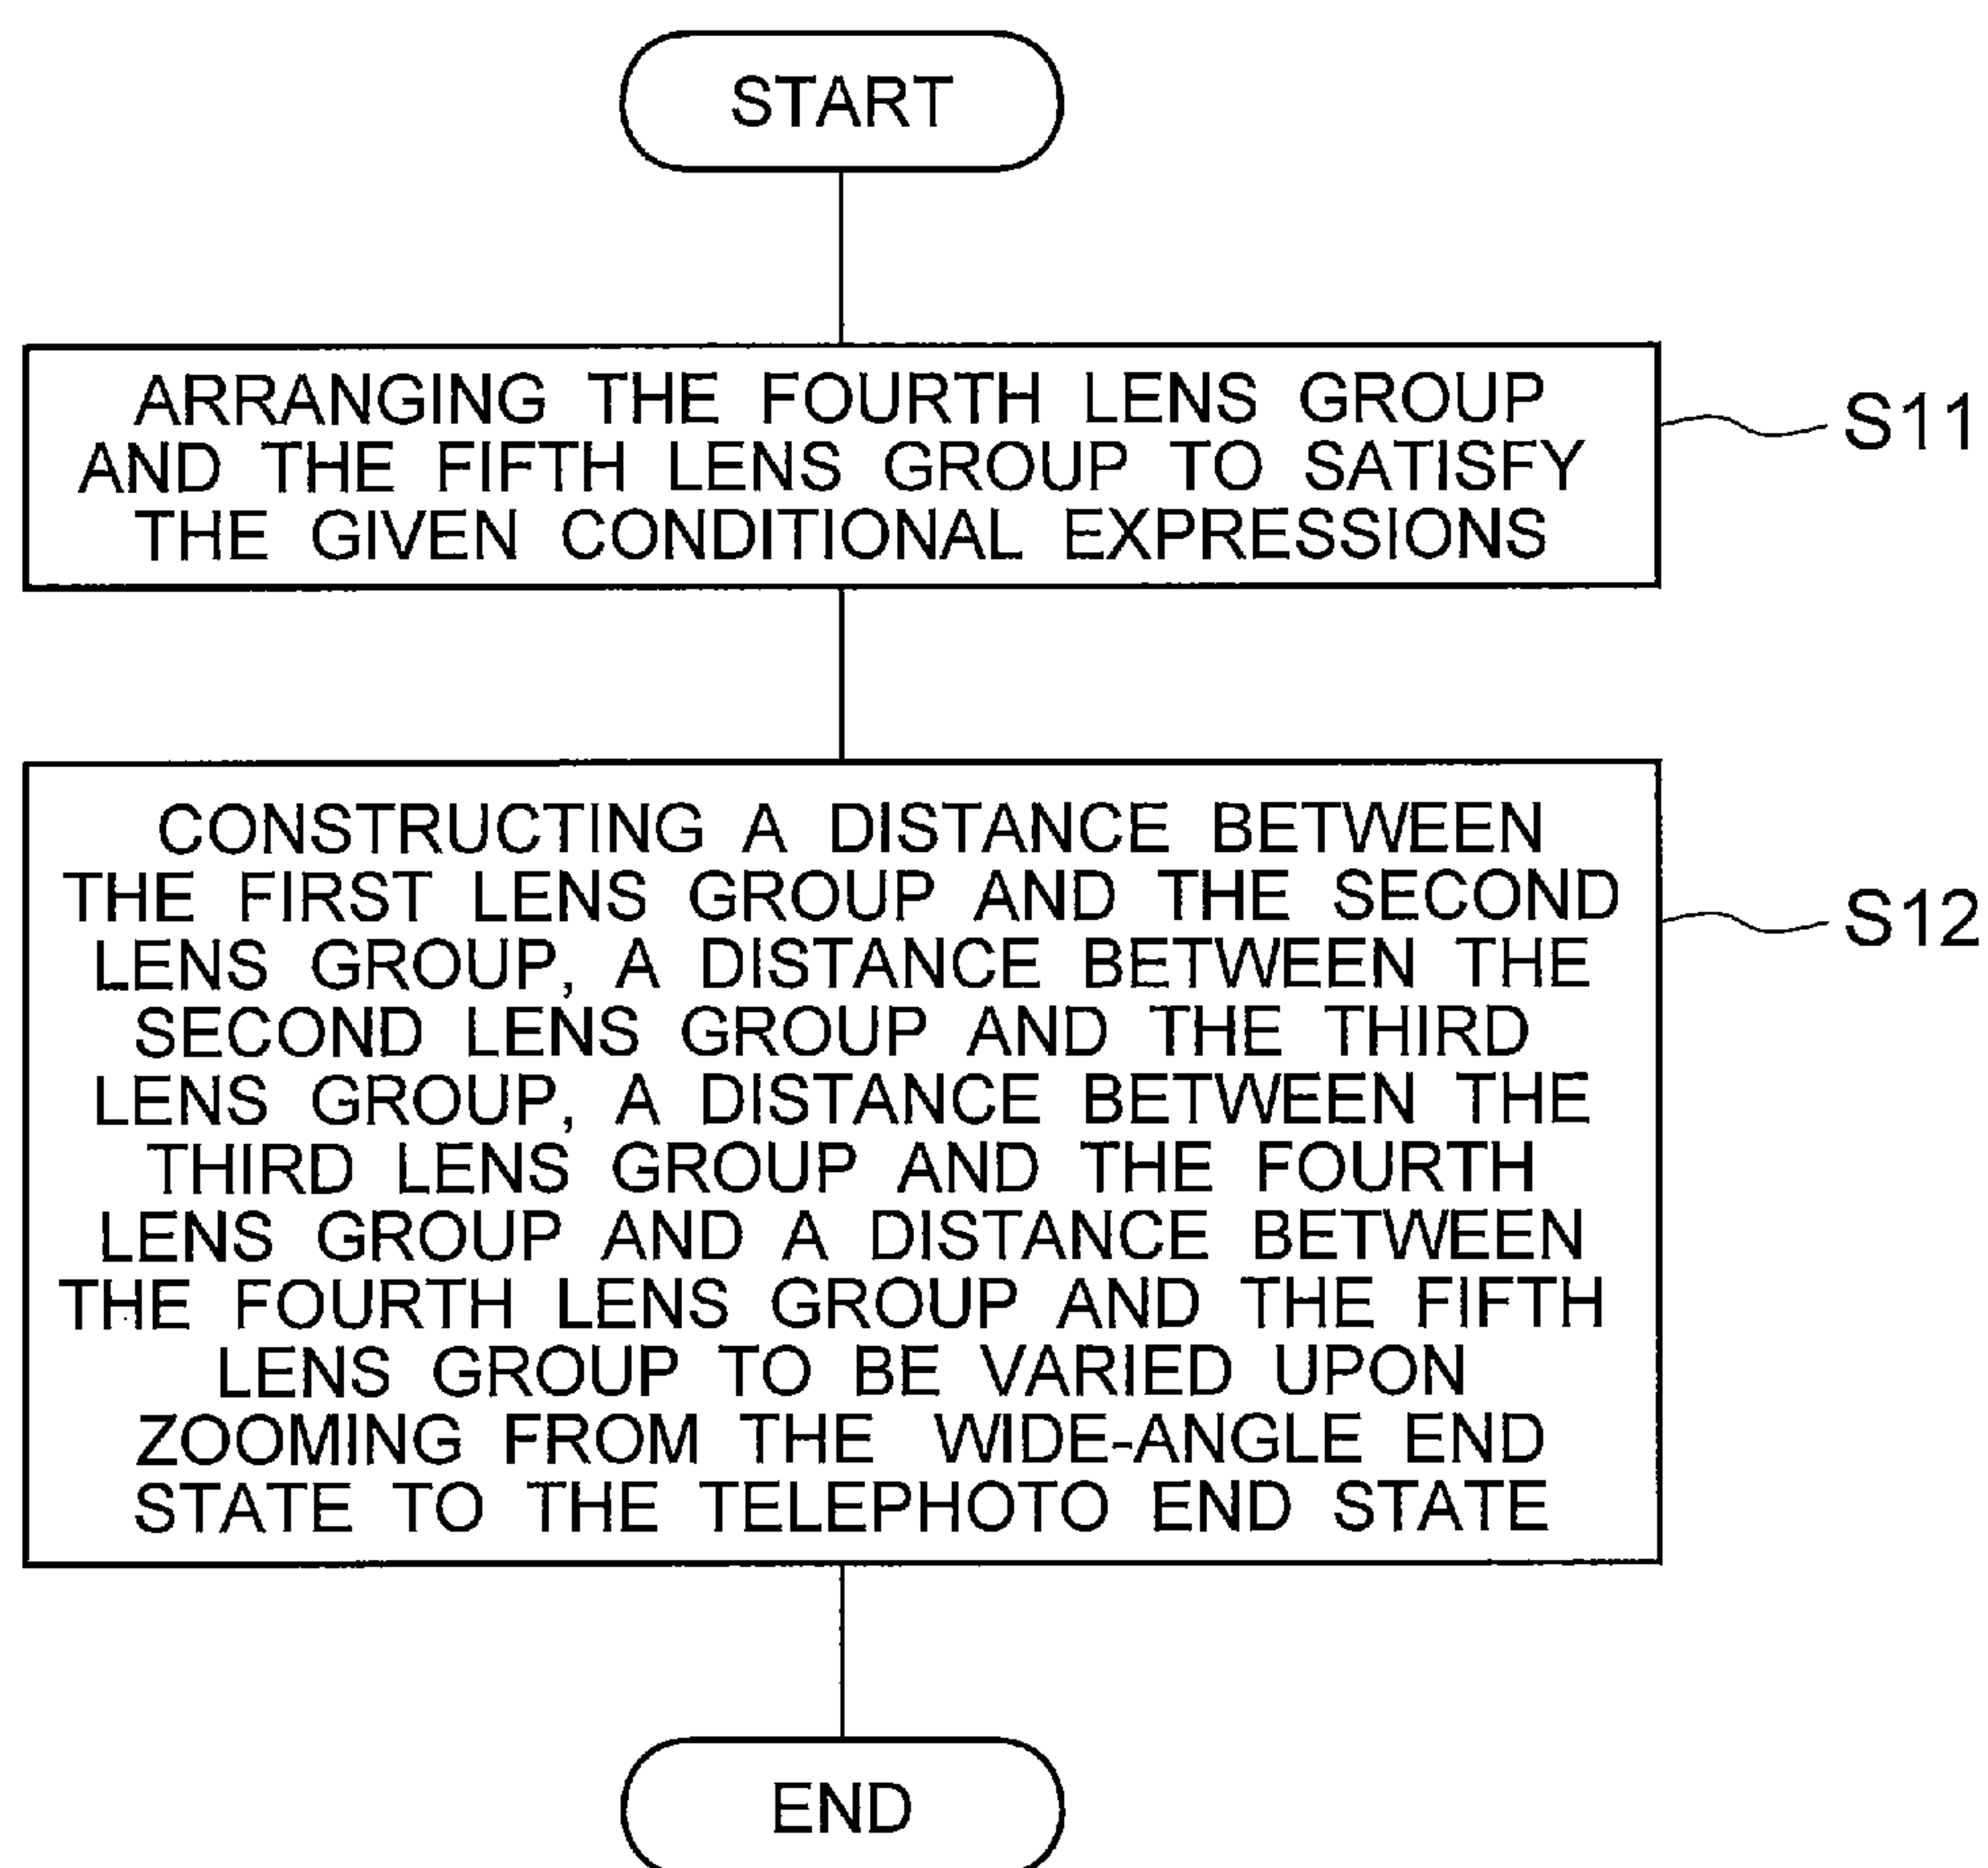 START
ARRANGING THE FOURTH LENS GROUP
AND THE FIFTH LENS GROUP TO SATISFY
THE GIVEN CONDITIONAL EXPRESSIONS
S11
CONSTRUCTING A DISTANCE BETWEEN
THE FIRST LENS GROUP AND THE SECOND
LENS GROUP, A DISTANCE BETWEEN THE
SECOND LENS GROUP AND THE THIRD
LENS GROUP, A DISTANCE BETWEEN THE
THIRD LENS GROUP AND THE FOURTH
LENS GROUP AND A DISTANCE BETWEEN
THE FOURTH LENS GROUP AND THE FIFTH
LENS GROUP TO BE VARIED UPON
ZOOMING FROM THE WIDE-ANGLE END
STATE TO THE TELEPHOTO END STATE
S12
END